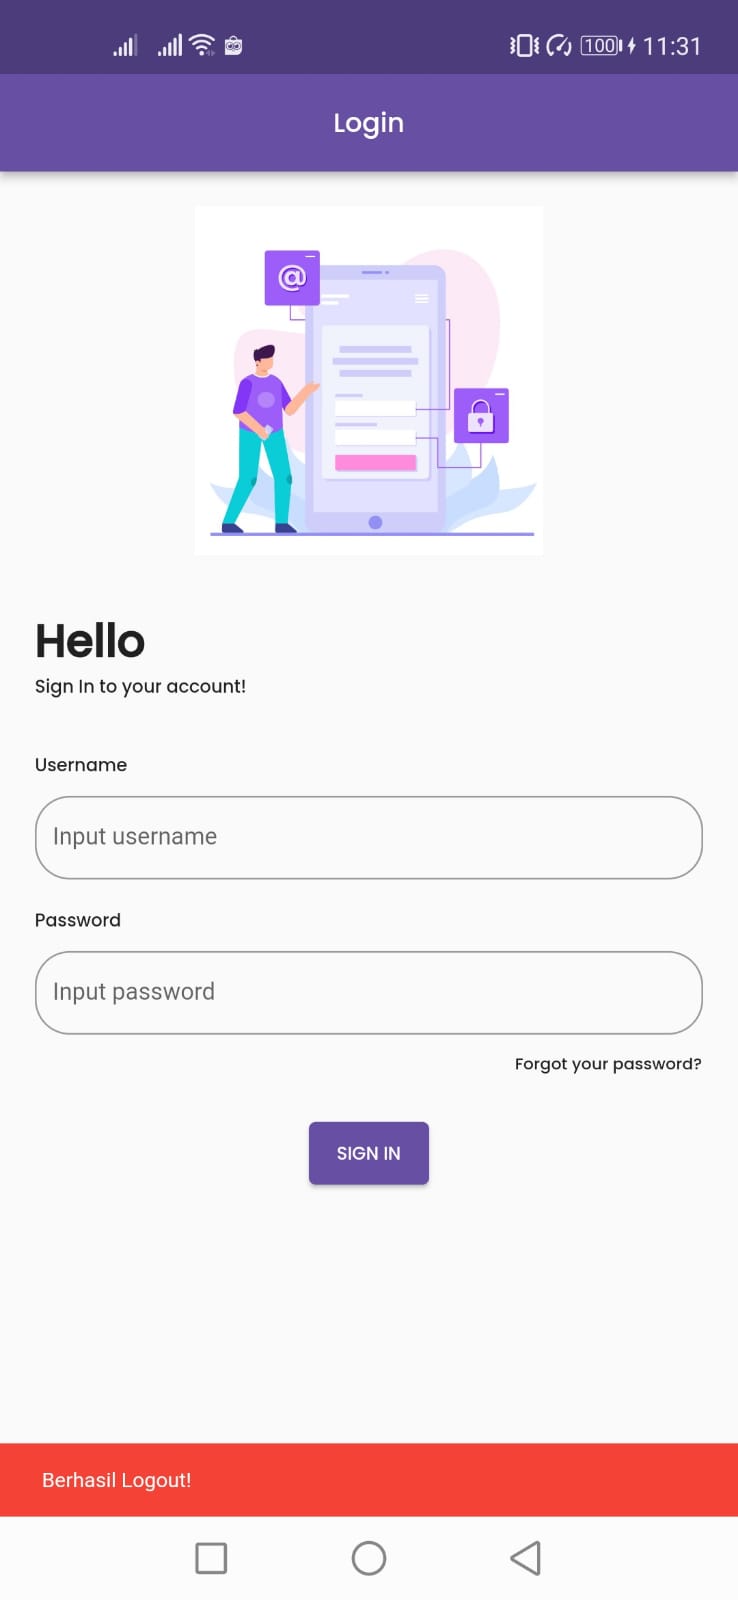 100 11:31
Login
@
Hello
Sign In to your account!
Username
Input username
Password
Input password
Forgot your password?
SIGN IN
Berhasil Logout!